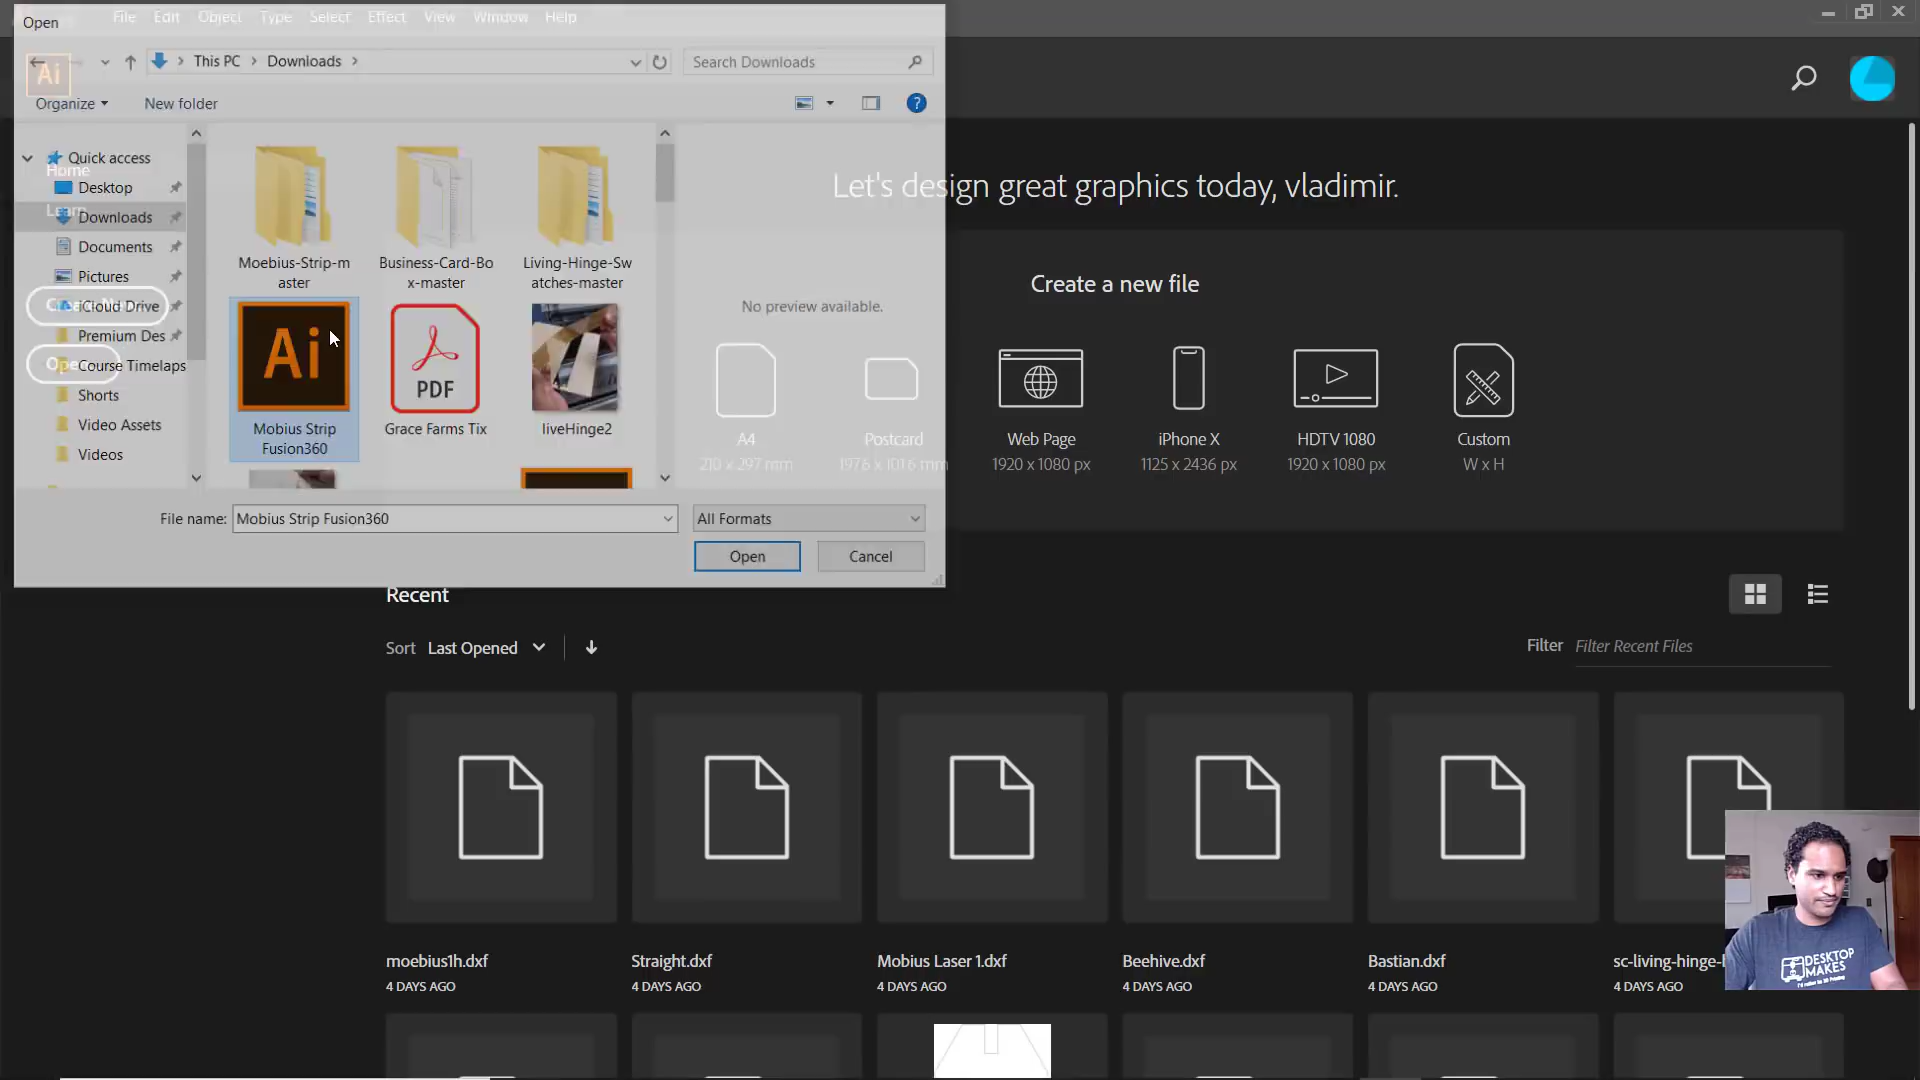 File Edit Object Type Select Effect View Window Help
Open
Ai
This PC > Downloads >
Search Downloads
Organize
New folder
?
Quick access
Home
Desktop
Learn
Downloads
Documents
Pictures
iCloud Drive
Premium Des
Open
Course Timelaps
Shorts
Video Assets
Videos
Moebius-Strip-m
aster
Business-Card-Bo
x-master
Living-Hinge-Sw
atches-master
Ai
Mobius Strip
Fusion360
PDF
Grace Farms Tix
liveHinge2
No preview available.
File name:
Mobius Strip Fusion360
All Formats
Open
Cancel
Let's design great graphics today, vladimir.
Create a new file
A4
210 x 297 mm
Postcard
Web Page
1920 x 1080 px
iPhone X
1125 x 2436 px
HDTV 1080
1920 x 1080 px
Custom
W x H
Recent
Sort Last Opened
Filter Filter Recent Files
moebius1h.dxf
4 DAYS AGO
Straight.dxf
4 DAYS AGO
Mobius Laser 1.dxf
4 DAYS AGO
Beehive.dxf
4 DAYS AGO
Bastian.dxf
4 DAYS AGO
sc-living-hinge-
4 DAYS AGO
DESKTOP
MAKES